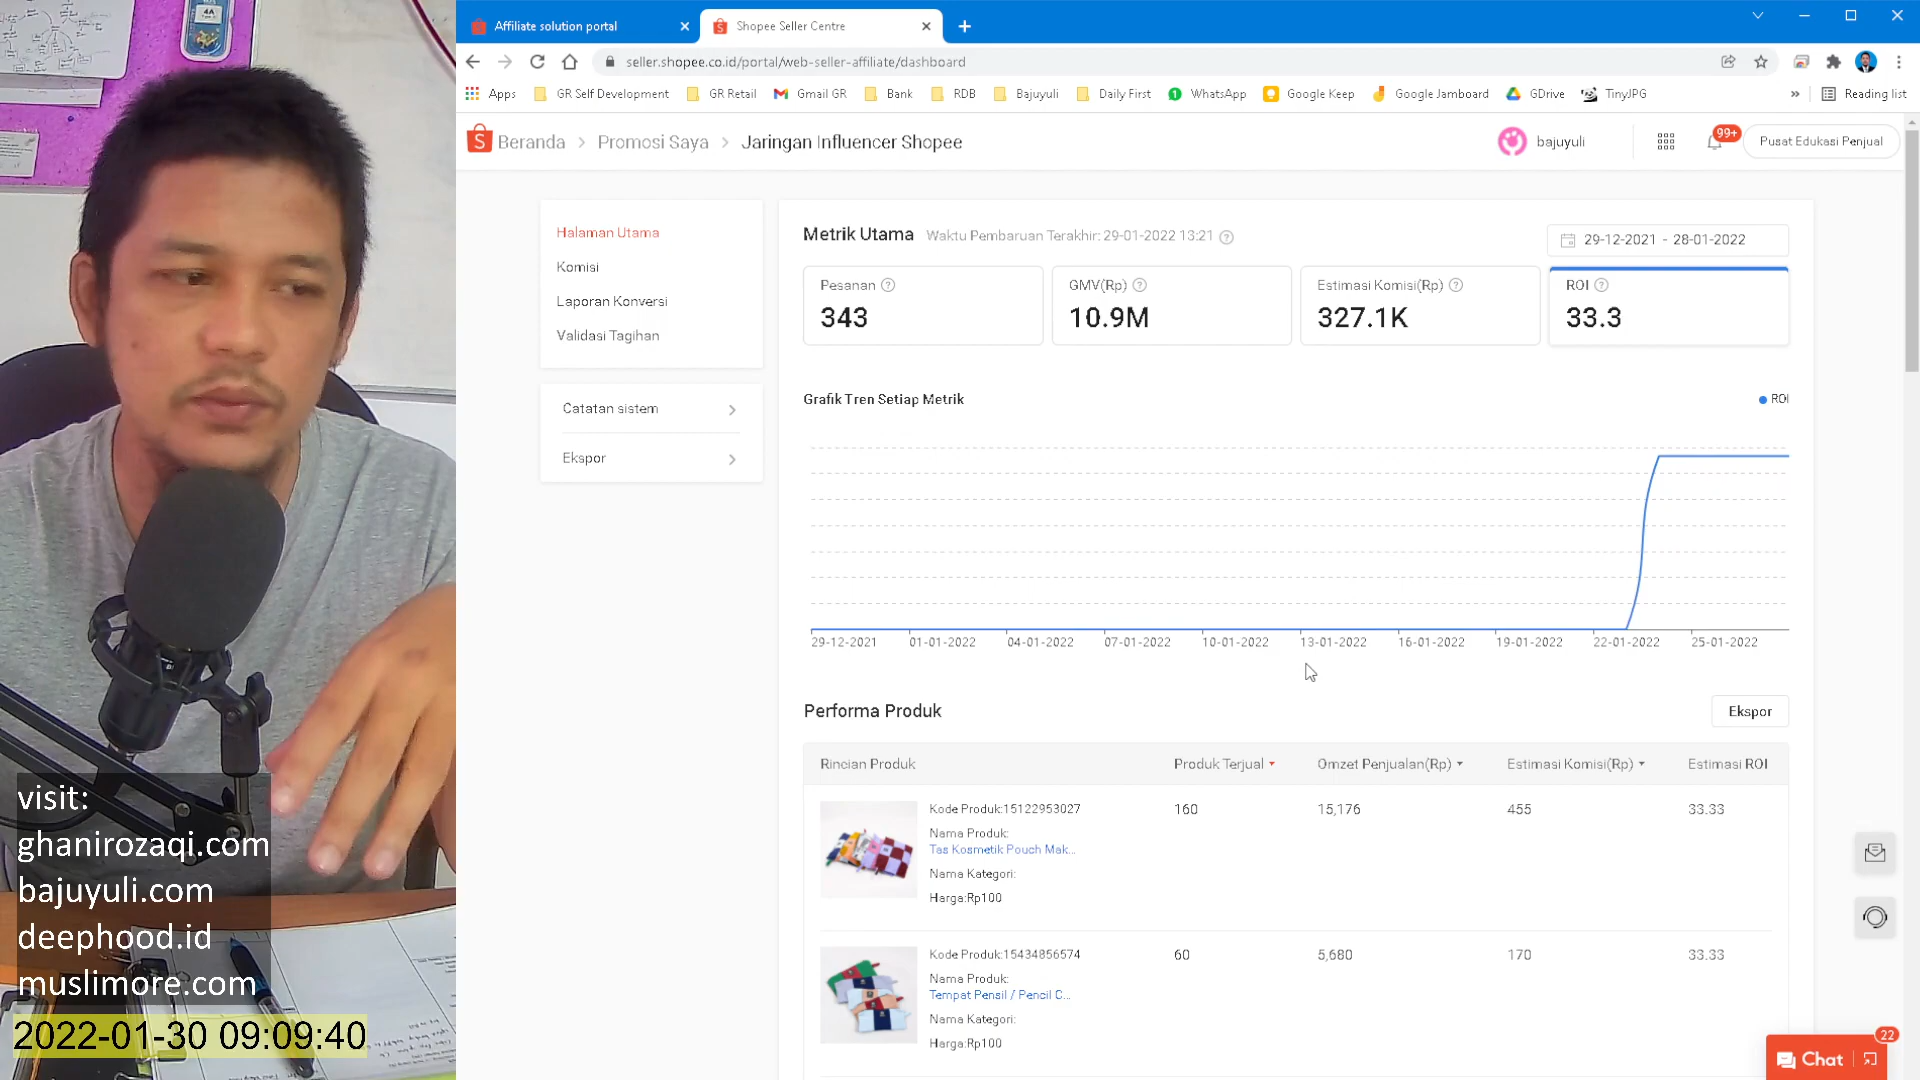 Affiliate solution portal
Shopee Seller Centre
seller.shopee.co.id/portal/web-seller-affiliate/dashboard
Apps
GR Self Development
GR Retail
Gmail GR
Bank
RDB
Bajuyuli
Daily First
WhatsApp
Google Keep
Google Jamboard
GDrive
TinyJPG
»
Reading list
Beranda > Promosi Saya > Jaringan Influencer Shopee
bajuyuli
99+
Pusat Edukasi Penjual
Halaman Utama
Komisi
Laporan Konversi
Validasi Tagihan
Catatan sistem
Ekspor
Metrik Utama Waktu Pembaruan Terakhir: 29-01-2022 13:21
29-12-2021 - 28-01-2022
Pesanan
343
GMV(Rp)
10.9M
Estimasi Komisi(Rp)
327.1K
ROI
33.3
Grafik Tren Setiap Metrik
ROI
29-12-2021 01-01-2022 04-01-2022 07-01-2022 10-01-2022 13-01-2022 16-01-2022 19-01-2022 22-01-2022 25-01-2022
Performa Produk
Ekspor
Rincian Produk Produk Terjual Omzet Penjualan(Rp) Estimasi Komisi(Rp) Estimasi ROI
Kode Produk:15122953027 160 15,176 455 33.33
Nama Produk:
Tas Kosmetik Pouch Mak...
Nama Kategori:
Harga:Rp100
Kode Produk:15434856574 60 5,680 170 33.33
Nama Produk:
Tempat Pensil / Pencil C...
Nama Kategori:
Harga:Rp100
Chat
22
4A
visit:
ghanirozaqi.com
bajuyuli.com
deephood.id
muslimore.com
2022-01-30 09:09:40